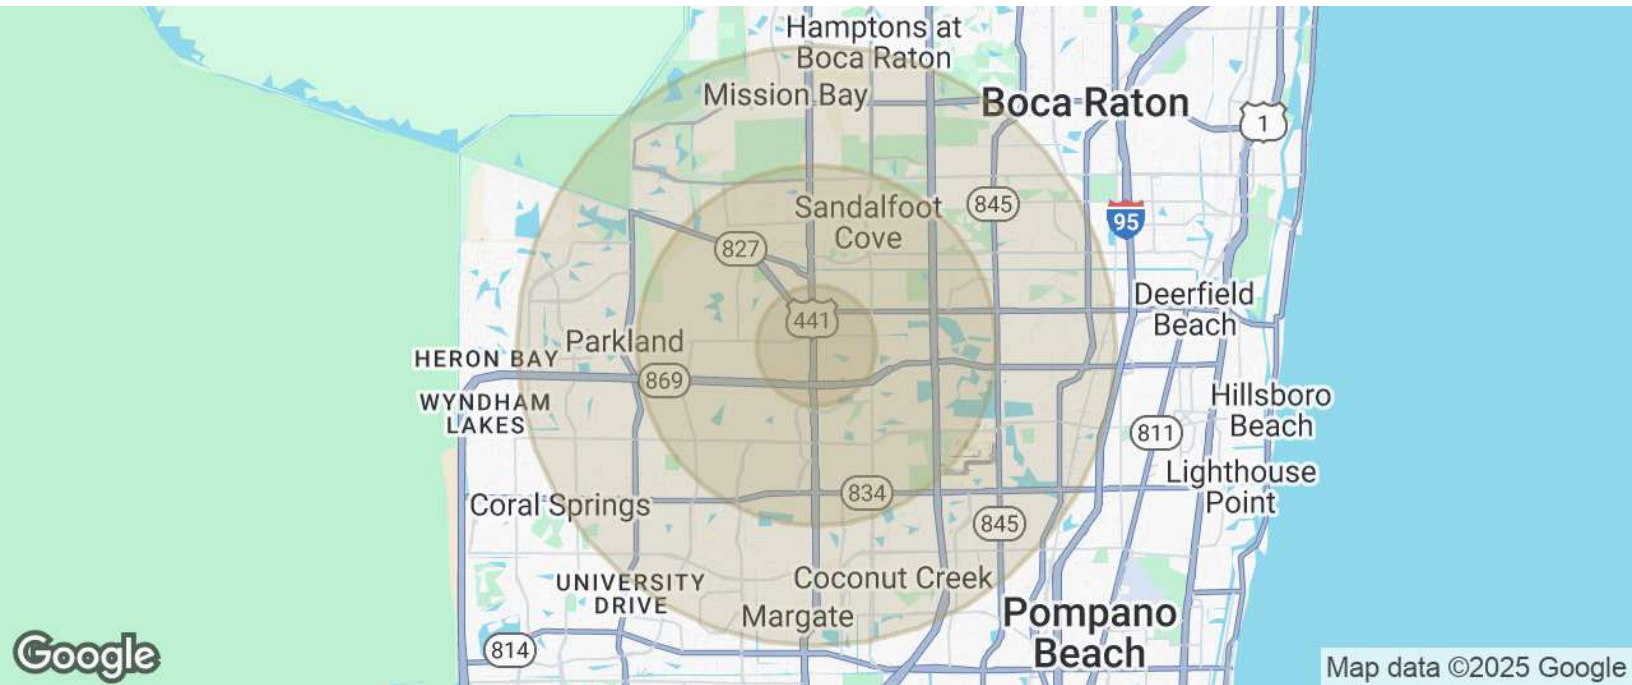 Hamptons at
Boca Raton
Mission Bay
Boca Raton
1
Sandalfoot
Cove
845
95
827
441
Deerfield
Beach
Parkland
HERON BAY
869
WYNDHAM
LAKES
Hillsboro
Beach
811
Lighthouse
Point
834
Coral Springs
845
UNIVERSITY
DRIVE
Coconut Creek
Margate
Pompano
Beach
814
Google
Map data ©2025 Google